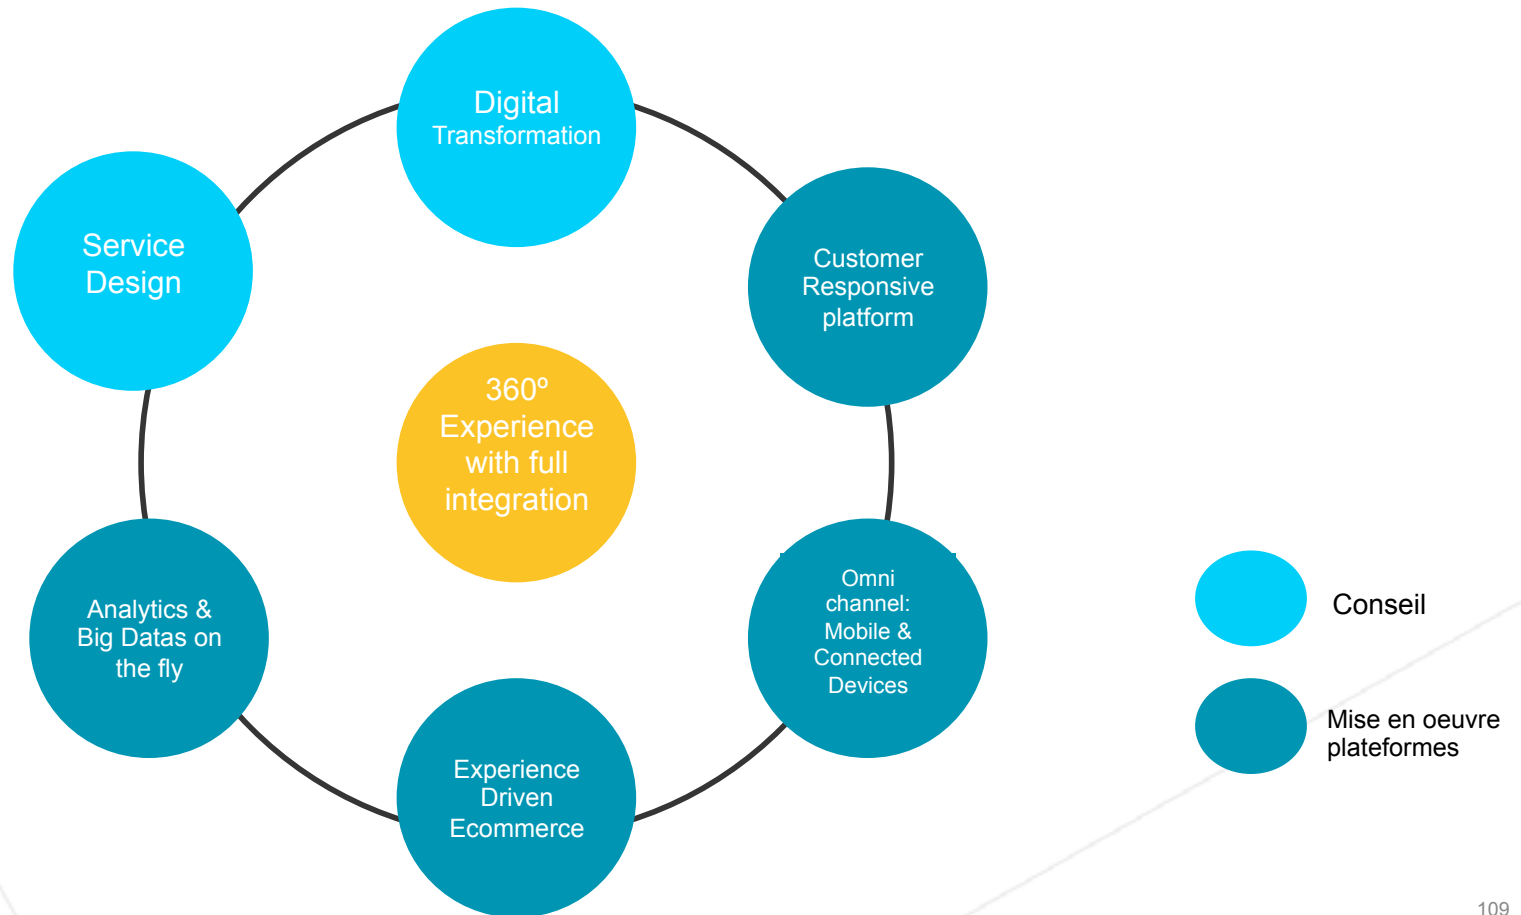 Digital
Transformation
Service
Design
Customer
Responsive
platform
360º
Experience
with full
integration
Analytics &
Big Datas on
the fly
Omni
channel:
Mobile &
Connected
Devices
Experience
Driven
Ecommerce
Conseil
Mise en oeuvre
plateformes
109